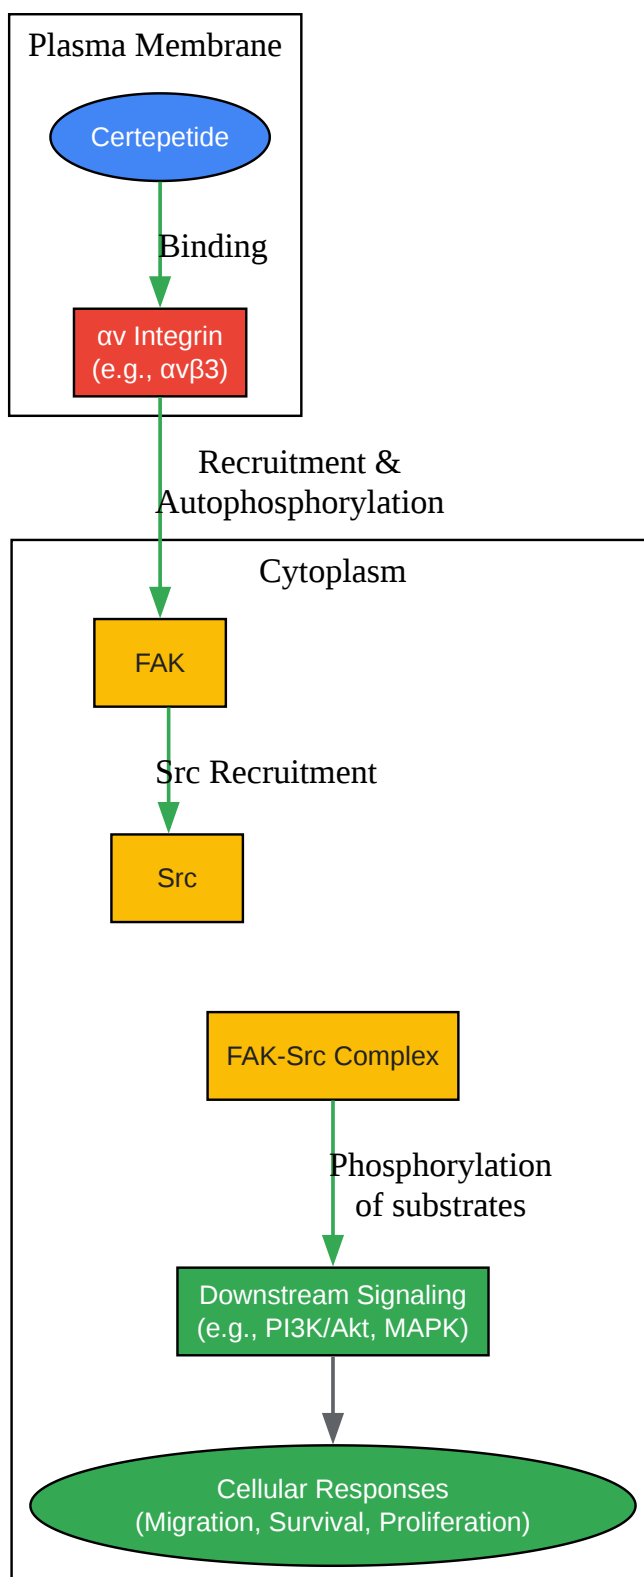 Plasma Membrane
Certepetide
Binding
αv Integrin
(e.g., αvβ3)
Recruitment &
Autophosphorylation
Cytoplasm
FAK
Src Recruitment
Src
FAK-Src Complex
Phosphorylation
of substrates
Downstream Signaling
(e.g., PI3K/Akt, MAPK)
Cellular Responses
(Migration, Survival, Proliferation)